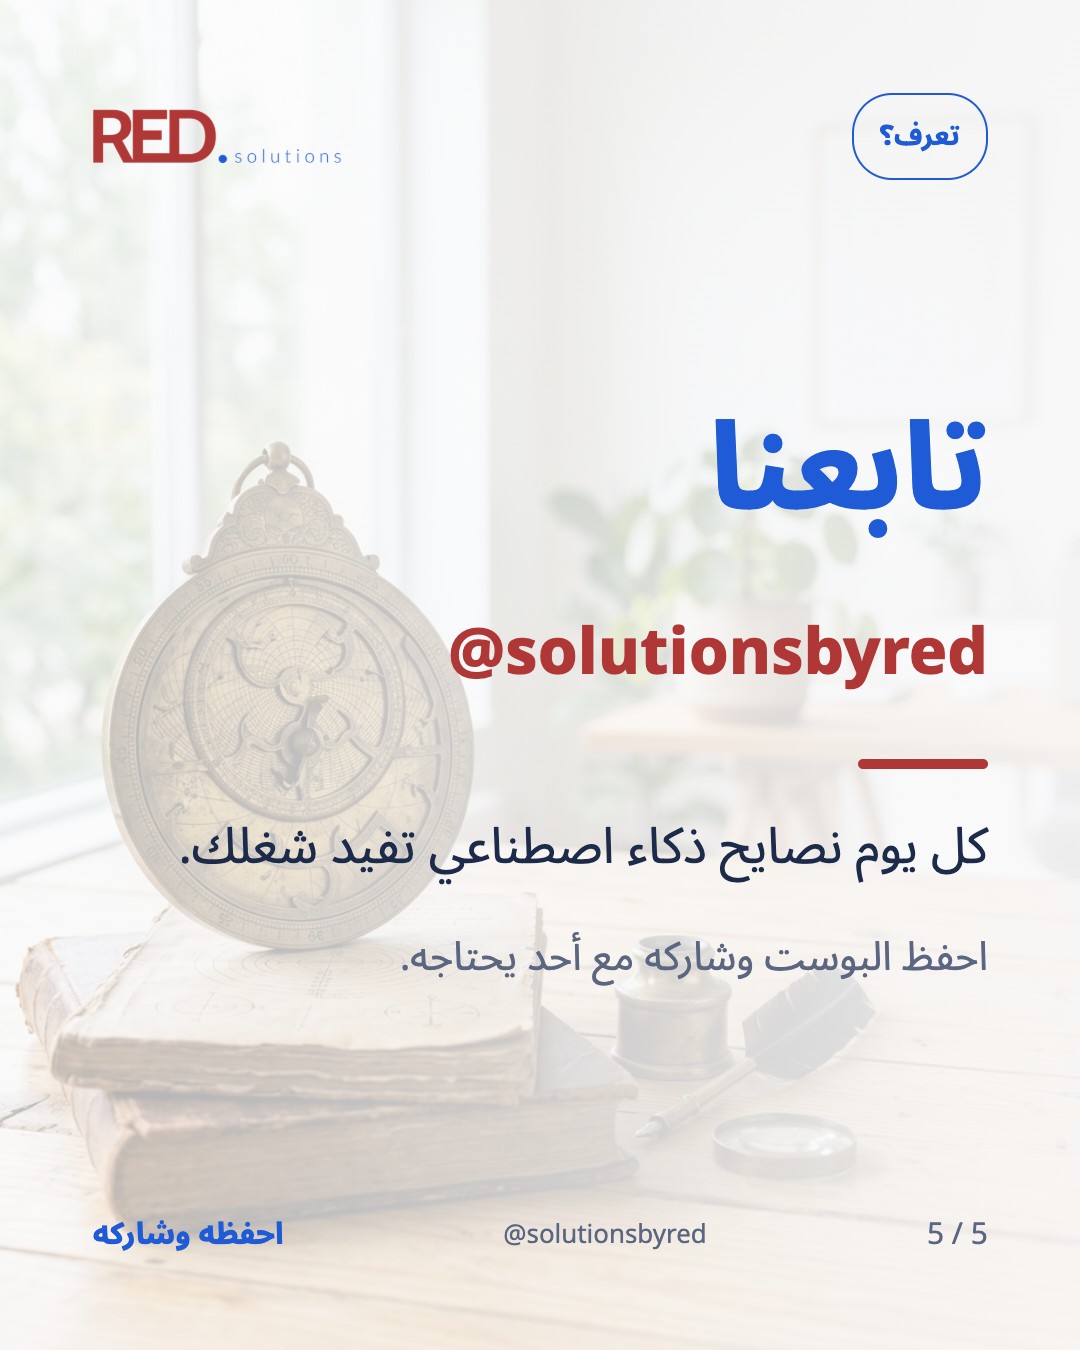 RED.solutions
تعرف؟
تابعنا
@solutionsbyred
كل يوم نصايح ذكاء اصطناعي تفيد شغلك.
احفظ البوست وشاركه مع أحد يحتاجه.
5 / 5
@solutionsbyred
احفظه وشاركه